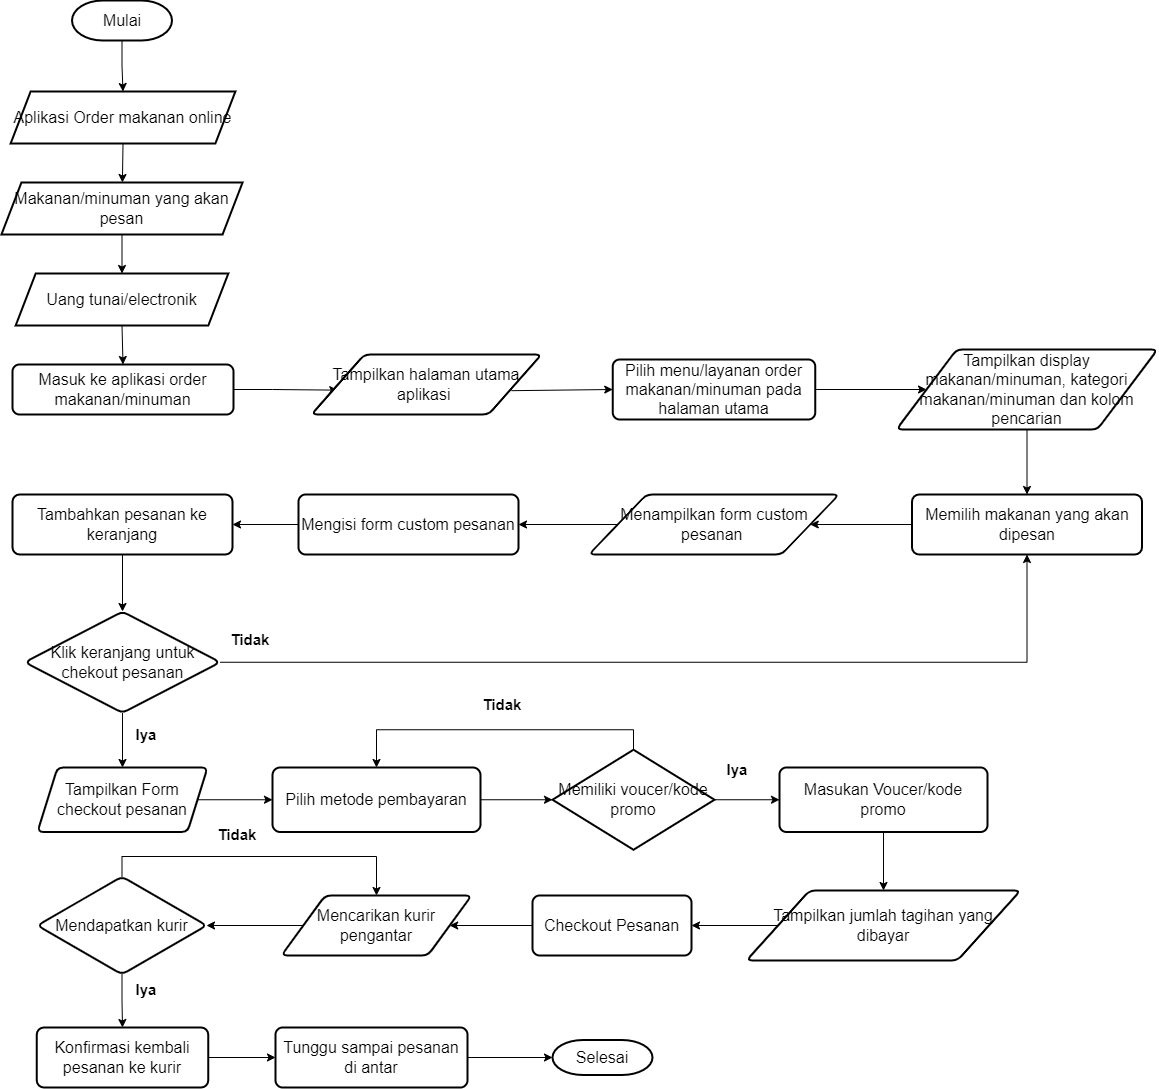 Mulai
Aplikasi Order makanan online
Makanan/minuman yang akan
pesan
Uang tunai/electronik
Masuk ke aplikasi order
makanan/minuman
Tampilkan halaman utama
aplikasi
Pilih menu/layanan order
makanan/minuman pada
halaman utama
Tampilkan display
makanan/minuman, kategori
makanan/minuman dan kolom
pencarian
Memilih makanan yang akan
dipesan
Menampilkan form custom
pesanan
Mengisi form custom pesanan
Tambahkan pesanan ke
keranjang
Klik keranjang untuk
chekout pesanan
Tidak
Iya
Tampilkan Form
checkout pesanan
Pilih metode pembayaran
Tidak
Memiliki voucer/kode
promo
Iya
Masukan Voucer/kode
promo
Tampilkan jumlah tagihan yang
dibayar
Checkout Pesanan
Mencarikan kurir
pengantar
Tidak
Mendapatkan kurir
Iya
Konfirmasi kembali
pesanan ke kurir
Tunggu sampai pesanan
di antar
Selesai